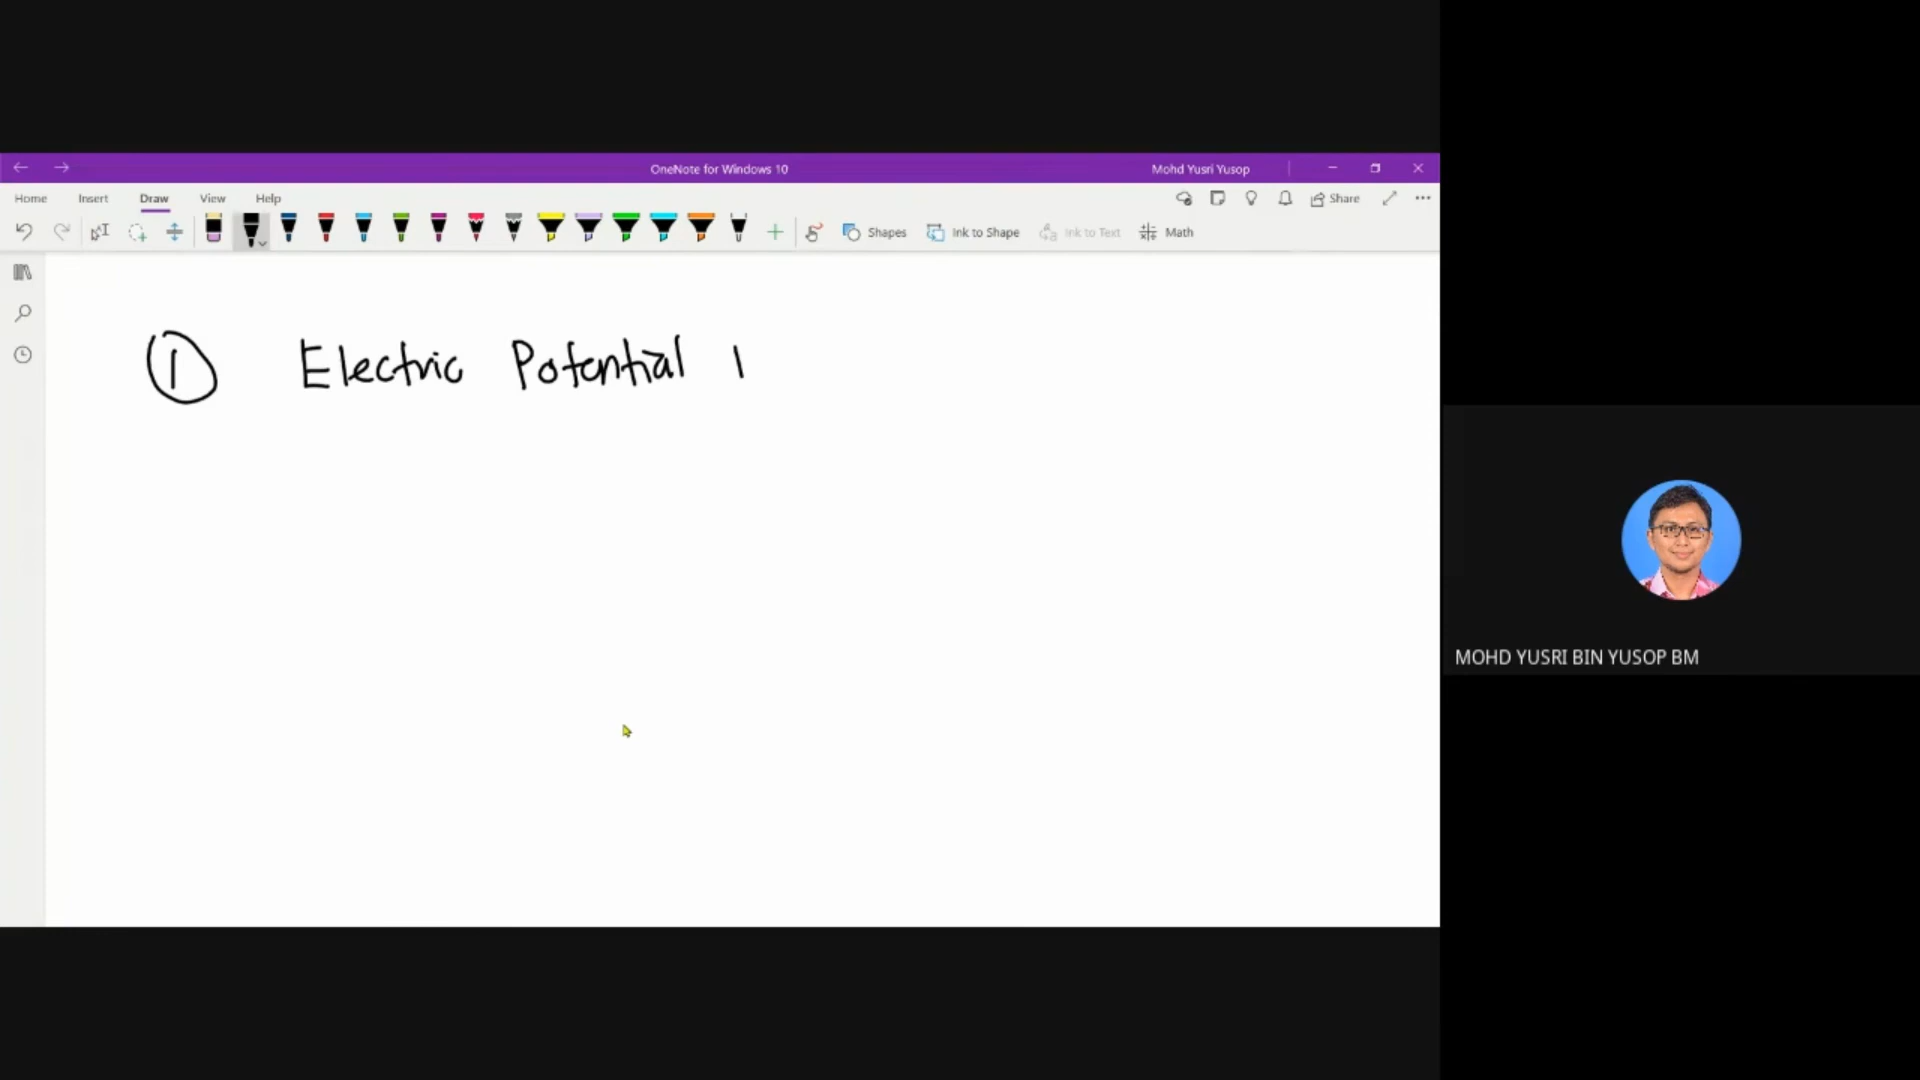 OneNote for Windows 10
Mohd Yusri Yusop
Home Insert Draw View Help
Share
Shapes Ink to Shape Ink to Text Math
① Electric Potential
MOHD YUSRI BIN YUSOP BM